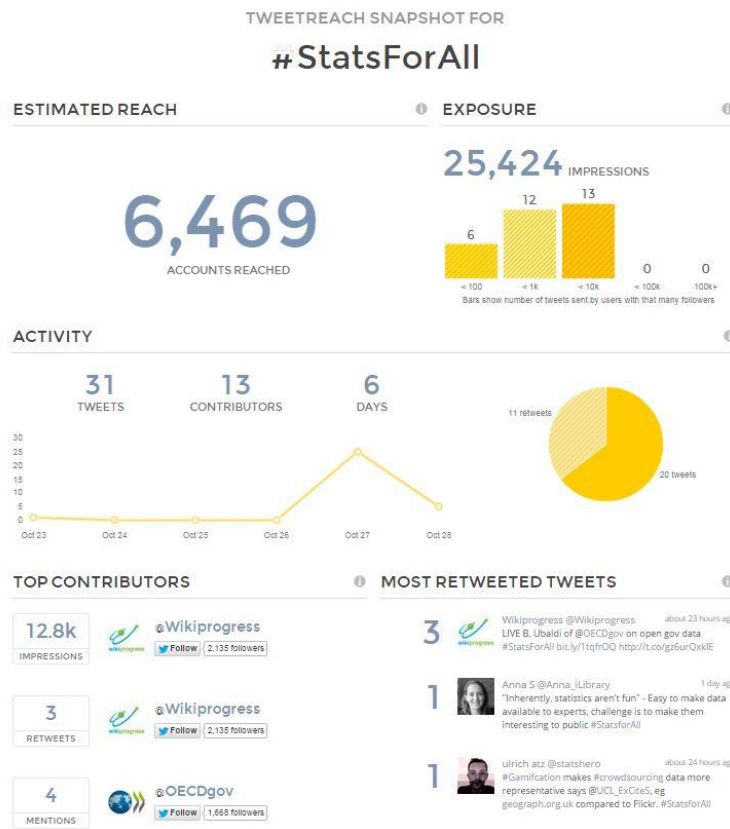 TWEETREACH SNAPSHOT FOR
#StatsForAll
ESTIMATED REACH
6,469
ACCOUNTS REACHED
EXPOSURE
25,424 IMPRESSIONS
6
12
13
0
0
< 100
< 1k
< 10k
< 100k
100k+
Bars show number of tweets sent by users with that many followers
ACTIVITY
31
TWEETS
13
CONTRIBUTORS
6
DAYS
30
25
20
15
10
5
0
Oct 23
Oct 24
Oct 25
Oct 26
Oct 27
Oct 28
11 retweets
20 tweets
TOP CONTRIBUTORS
12.8k
IMPRESSIONS
wikiprogress
@Wikiprogress
Follow 2,135 followers
3
RETWEETS
wikiprogress
@Wikiprogress
Follow 2,135 followers
4
MENTIONS
@OECDgov
Follow 1,668 followers
MOST RETWEETED TWEETS
3
wikiprogress
Wikiprogress @Wikiprogress about 23 hours ag
LIVE B. Ubaldi of @OECDgov on open gov data
#StatsForAll bit.ly/1tqfrOQ http://t.co/gz6urQxklE
1
Anna S @Anna_iLibrary 1 day ag
"Inherently, statistics aren't fun" - Easy to make data
available to experts, challenge is to make them
interesting to public #StatsforAll
1
ulrich atz @statshero about 24 hours ag
#Gamifcation makes #crowdsourcing data more
representative says @UCL_ExCiteS, eg
geograph.org.uk compared to Flickr. #StatsforAll